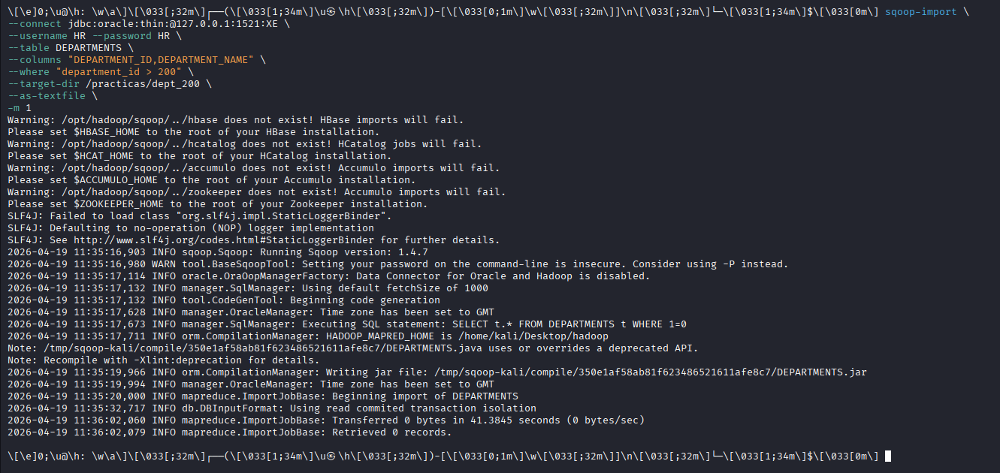 \[\e]0;\u@\h: \w\a\]\[\033[;32m\]┌──(\[\033[1;34m\]\u㉿\h\[\033[;32m\])-[\[\033[0;1m\]\w\[\033[;32m\]]\n\[\033[;32m\]└─\[\033[1;34m\]$\[\033[0m\] sqoop-import \
--connect jdbc:oracle:thin:@127.0.0.1:1521:XE \
--username HR --password HR \
--table DEPARTMENTS \
--columns "DEPARTMENT_ID,DEPARTMENT_NAME" \
--where "department_id > 200" \
--target-dir /practicas/dept_200 \
--as-textfile \
-m 1
Warning: /opt/hadoop/sqoop/../hbase does not exist! HBase imports will fail.
Please set $HBASE_HOME to the root of your HBase installation.
Warning: /opt/hadoop/sqoop/../hcatalog does not exist! HCatalog jobs will fail.
Please set $HCAT_HOME to the root of your HCatalog installation.
Warning: /opt/hadoop/sqoop/../accumulo does not exist! Accumulo imports will fail.
Please set $ACCUMULO_HOME to the root of your Accumulo installation.
Warning: /opt/hadoop/sqoop/../zookeeper does not exist! Accumulo imports will fail.
Please set $ZOOKEEPER_HOME to the root of your Zookeeper installation.
SLF4J: Failed to load class "org.slf4j.impl.StaticLoggerBinder".
SLF4J: Defaulting to no-operation (NOP) logger implementation
SLF4J: See http://www.slf4j.org/codes.html#StaticLoggerBinder for further details.
2026-04-19 11:35:16,903 INFO sqoop.Sqoop: Running Sqoop version: 1.4.7
2026-04-19 11:35:16,980 WARN tool.BaseSqoopTool: Setting your password on the command-line is insecure. Consider using -P instead.
2026-04-19 11:35:17,114 INFO oracle.OraOopManagerFactory: Data Connector for Oracle and Hadoop is disabled.
2026-04-19 11:35:17,132 INFO manager.SqlManager: Using default fetchSize of 1000
2026-04-19 11:35:17,132 INFO tool.CodeGenTool: Beginning code generation
2026-04-19 11:35:17,628 INFO manager.OracleManager: Time zone has been set to GMT
2026-04-19 11:35:17,673 INFO manager.SqlManager: Executing SQL statement: SELECT t.* FROM DEPARTMENTS t WHERE 1=0
2026-04-19 11:35:17,711 INFO orm.CompilationManager: HADOOP_MAPRED_HOME is /home/kali/Desktop/hadoop
Note: /tmp/sqoop-kali/compile/350e1af58ab81f623486521611afe8c7/DEPARTMENTS.java uses or overrides a deprecated API.
Note: Recompile with -Xlint:deprecation for details.
2026-04-19 11:35:19,966 INFO orm.CompilationManager: Writing jar file: /tmp/sqoop-kali/compile/350e1af58ab81f623486521611afe8c7/DEPARTMENTS.jar
2026-04-19 11:35:19,994 INFO manager.OracleManager: Time zone has been set to GMT
2026-04-19 11:35:20,000 INFO mapreduce.ImportJobBase: Beginning import of DEPARTMENTS
2026-04-19 11:35:32,717 INFO db.DBInputFormat: Using read commited transaction isolation
2026-04-19 11:36:02,060 INFO mapreduce.ImportJobBase: Transferred 0 bytes in 41.3845 seconds (0 bytes/sec)
2026-04-19 11:36:02,079 INFO mapreduce.ImportJobBase: Retrieved 0 records.
\[\e]0;\u@\h: \w\a\]\[\033[;32m\]┌──(\[\033[1;34m\]\u㉿\h\[\033[;32m\])-[\[\033[0;1m\]\w\[\033[;32m\]]\n\[\033[;32m\]└─\[\033[1;34m\]$\[\033[0m\]